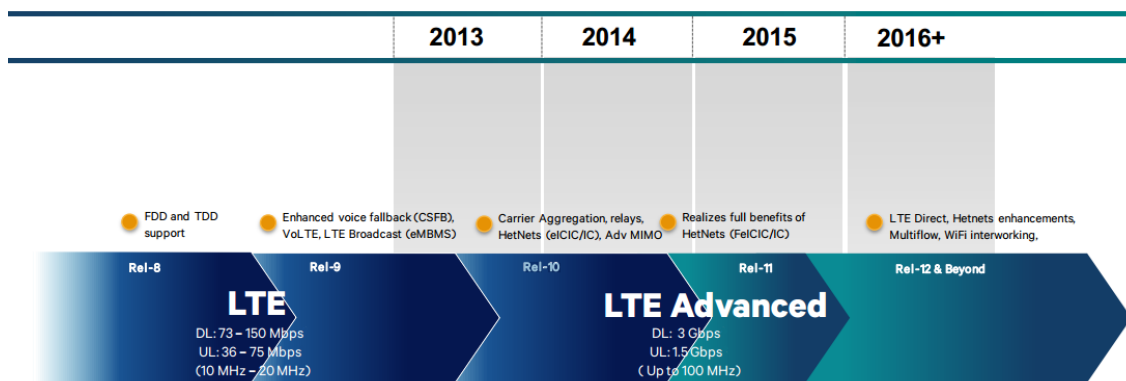 2013 2014 2015 2016+
FDD and TDD
support
Enhanced voice fallback (CSFB),
VoLTE, LTE Broadcast (eMBMS)
Carrier Aggregation, relays,
HetNets (eICIC/IC), Adv MIMO
Realizes full benefits of
HetNets (FeICIC/IC)
LTE Direct, Hetnets enhancements,
Multiflow, WiFi interworking,
Rel-8 Rel-9 Rel-10 Rel-11 Rel-12 & Beyond
LTE
DL: 73 – 150 Mbps
UL: 36 – 75 Mbps
(10 MHz – 20 MHz)
LTE Advanced
DL: 3 Gbps
UL: 1.5 Gbps
( Up to 100 MHz)